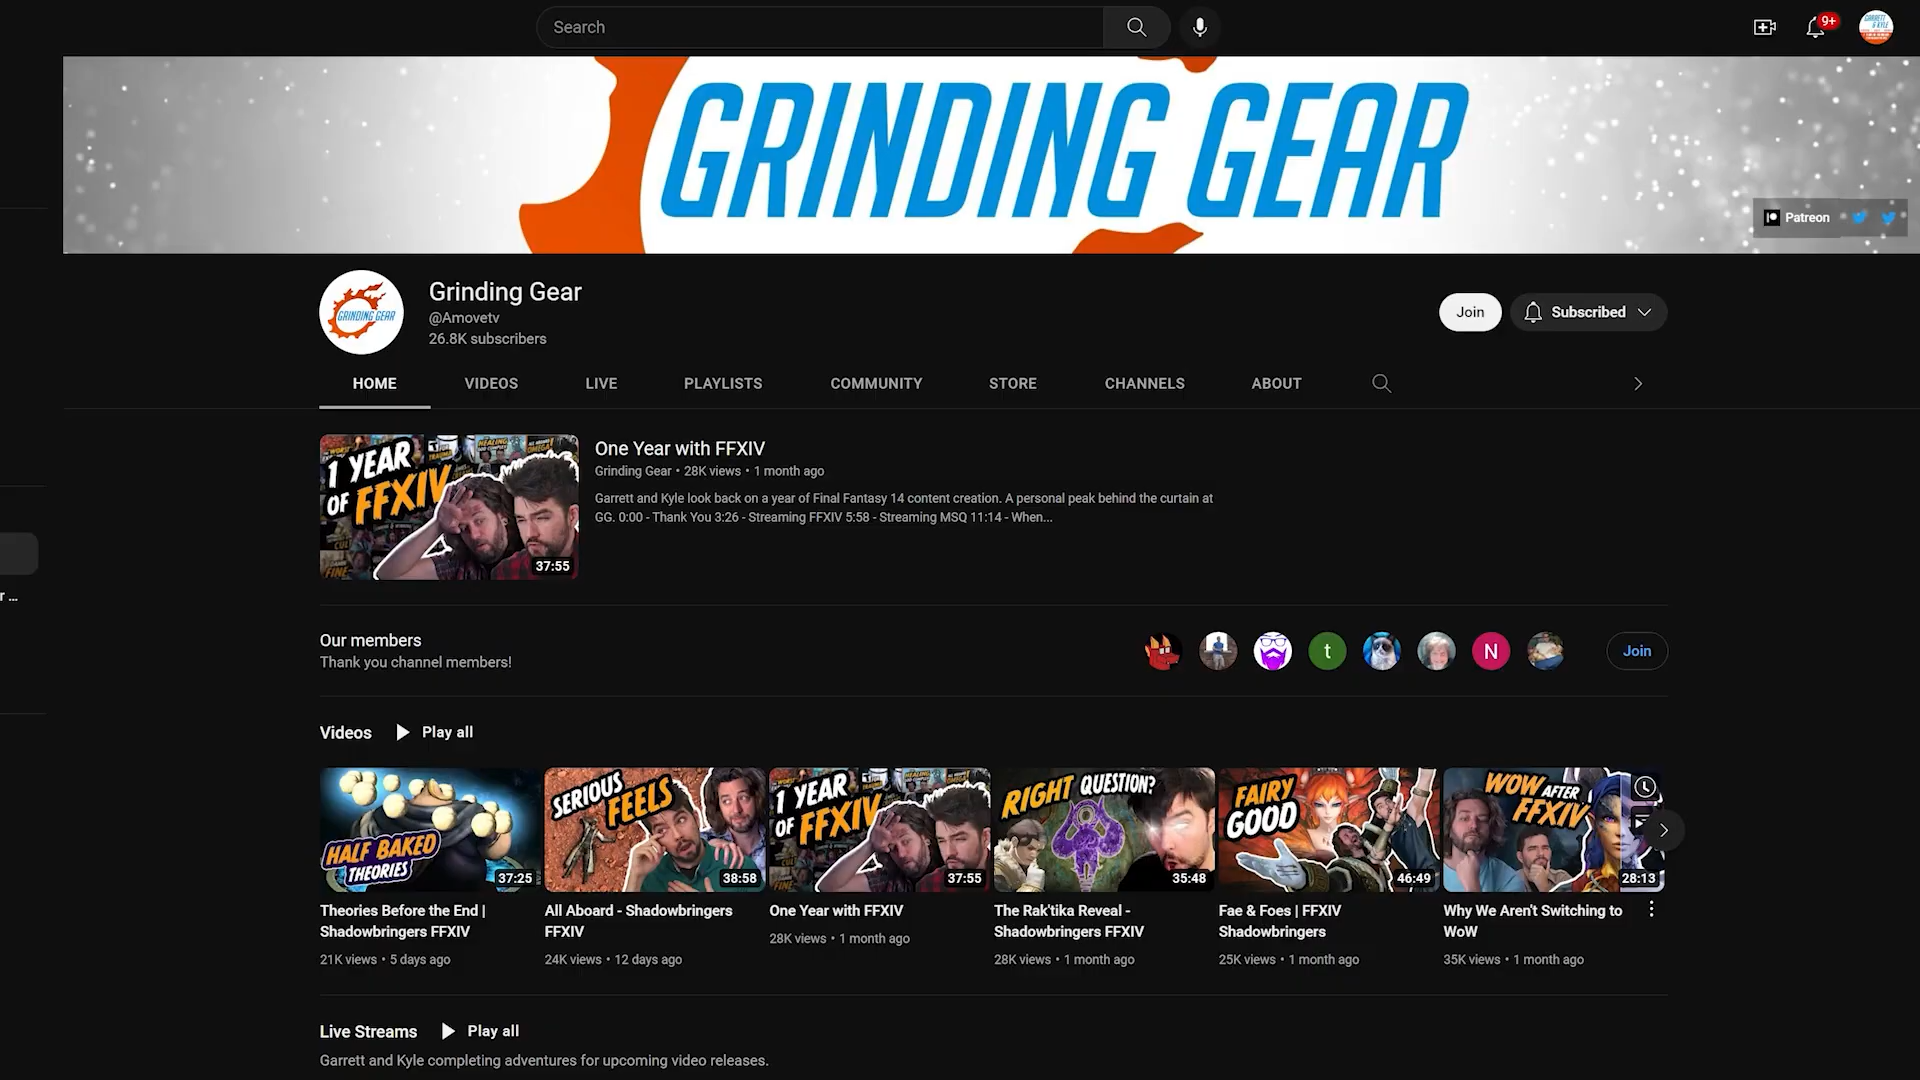 Search
9+
GRINDING GEAR
Patreon
GRINDING GEAR
Grinding Gear
@Amovetv
26.8K subscribers
Join
Subscribed
HOME
VIDEOS
LIVE
PLAYLISTS
COMMUNITY
STORE
CHANNELS
ABOUT
1 YEAR
OF FFXIV
37:55
One Year with FFXIV
Grinding Gear • 28K views • 1 month ago
Garrett and Kyle look back on a year of Final Fantasy 14 content creation. A personal peak behind the curtain at
GG. 0:00 - Thank You 3:26 - Streaming FFXIV 5:58 - Streaming MSQ 11:14 - When...
r ...
Our members
Thank you channel members!
t
N
Join
Videos
Play all
HALF BAKED
THEORIES
37:25
SERIOUS
FEELS
38:58
1 YEAR
OF FFXIV
37:55
RIGHT QUESTION?
35:48
FAIRY
GOOD
46:49
WOW AFTER
FFXIV
28:13
Theories Before the End |
Shadowbringers FFXIV
21K views • 5 days ago
All Aboard - Shadowbringers
FFXIV
24K views • 12 days ago
One Year with FFXIV
28K views • 1 month ago
The Rak'tika Reveal -
Shadowbringers FFXIV
28K views • 1 month ago
Fae & Foes | FFXIV
Shadowbringers
25K views • 1 month ago
Why We Aren't Switching to
WoW
35K views • 1 month ago
Live Streams
Play all
Garrett and Kyle completing adventures for upcoming video releases.